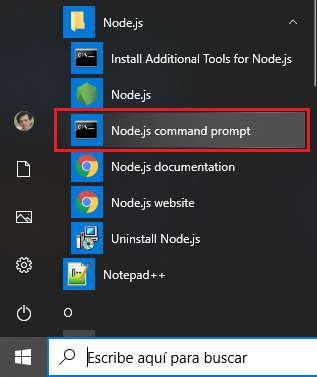 Node.js
Install Additional Tools for Node.js
Node.js
Node.js command prompt
Node.js documentation
Node.js website
Uninstall Node.js
Notepad++
O
Escribe aquí para buscar